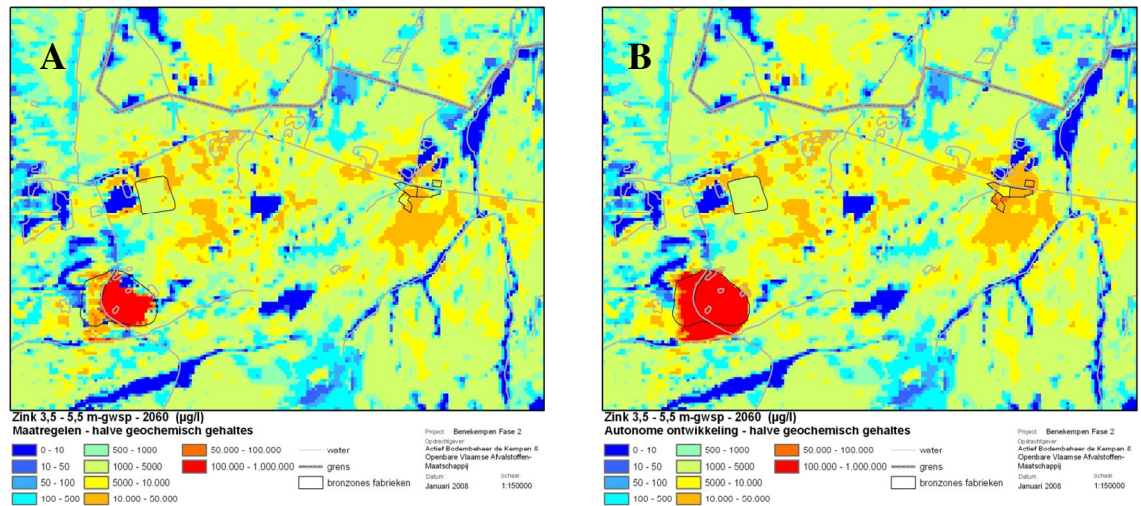 A
Zink 3,5 - 5,5 m-gwsp - 2060 (µg/l)
Maatregelen - halve geochemisch gehaltes
0 - 10
10 - 50
50 - 100
100 - 500
500 - 1000
1000 - 5000
5000 - 10.000
10.000 - 50.000
50.000 - 100.000
100.000 - 1.000.000
water
grens
bronzones fabrieken
Project: Benekempen Fase 2
Opdrachtgever:
Actief Bodembeheer de Kempen &
Openbare Vlaamse Afvalstoffen-
Maatschappij
Datum Schaal
Januari 2008 1:150000
B
Zink 3,5 - 5,5 m-gwsp - 2060 (µg/l)
Autonome ontwikkeling - halve geochemisch gehaltes
0 - 10
10 - 50
50 - 100
100 - 500
500 - 1000
1000 - 5000
5000 - 10.000
10.000 - 50.000
50.000 - 100.000
100.000 - 1.000.000
water
grens
bronzones fabrieken
Project: Benekempen Fase 2
Opdrachtgever:
Actief Bodembeheer de Kempen &
Openbare Vlaamse Afvalstoffen-
Maatschappij
Datum Schaal
Januari 2008 1:150000